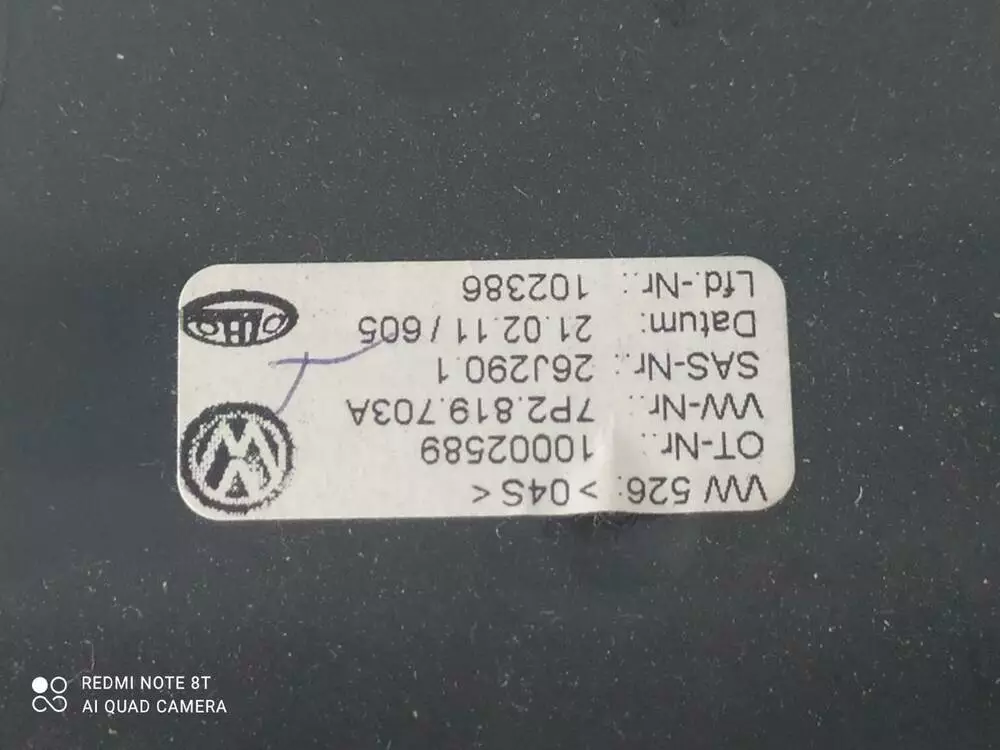 VW 526: >04S<
OT-Nr.: 10002589
VW-Nr.: 7P2.819.703A
SAS-Nr.: 26J290.1
Datum: 21.02.11 / 605
Lfd.-Nr.: 102386
REDMI NOTE 8T
AI QUAD CAMERA